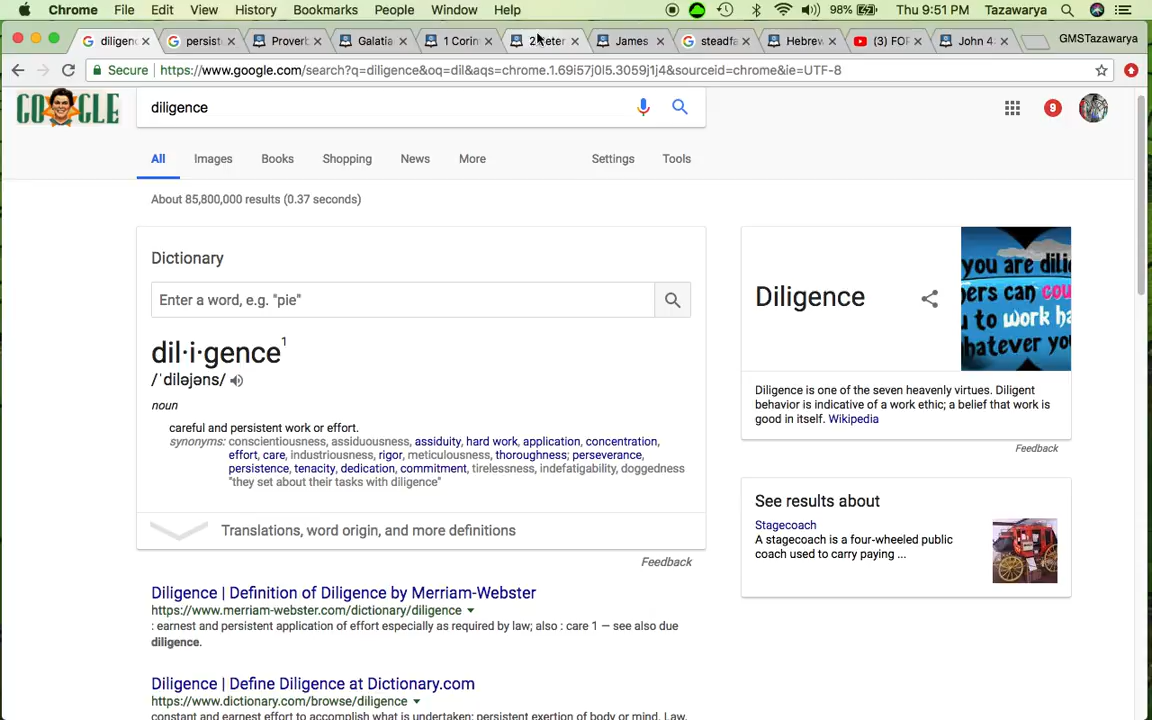 Chrome File Edit View History Bookmarks People Window Help 98% Thu 9:51 PM Tazawarya
diligenc persist Proverb Galatia 1 Corin 2 Peter James steadfa Hebrew (3) FOR John 4: GMSTazawarya
Secure https://www.google.com/search?q=diligence&oq=dil&aqs=chrome.1.69i57j0l5.3059j1j4&sourceid=chrome&ie=UTF-8
GOOGLE diligence 9
All Images Books Shopping News More Settings Tools
About 85,800,000 results (0.37 seconds)
Dictionary
Enter a word, e.g. "pie"
dil·i·gence1
/ˈdiləjəns/
noun
careful and persistent work or effort.
synonyms: conscientiousness, assiduousness, assiduity, hard work, application, concentration,
effort, care, industriousness, rigor, meticulousness, thoroughness; perseverance,
persistence, tenacity, dedication, commitment, tirelessness, indefatigability, doggedness
"they set about their tasks with diligence"
Translations, word origin, and more definitions
Feedback
Diligence | Definition of Diligence by Merriam-Webster
https://www.merriam-webster.com/dictionary/diligence
: earnest and persistent application of effort especially as required by law; also : care 1 — see also due
diligence.
Diligence | Define Diligence at Dictionary.com
https://www.dictionary.com/browse/diligence
constant and earnest effort to accomplish what is undertaken; persistent exertion of body or mind. Law.
Diligence
you are dili
ers can cou
u to work ha
hatever yo
Diligence is one of the seven heavenly virtues. Diligent
behavior is indicative of a work ethic; a belief that work is
good in itself. Wikipedia
Feedback
See results about
Stagecoach
A stagecoach is a four-wheeled public
coach used to carry paying ...